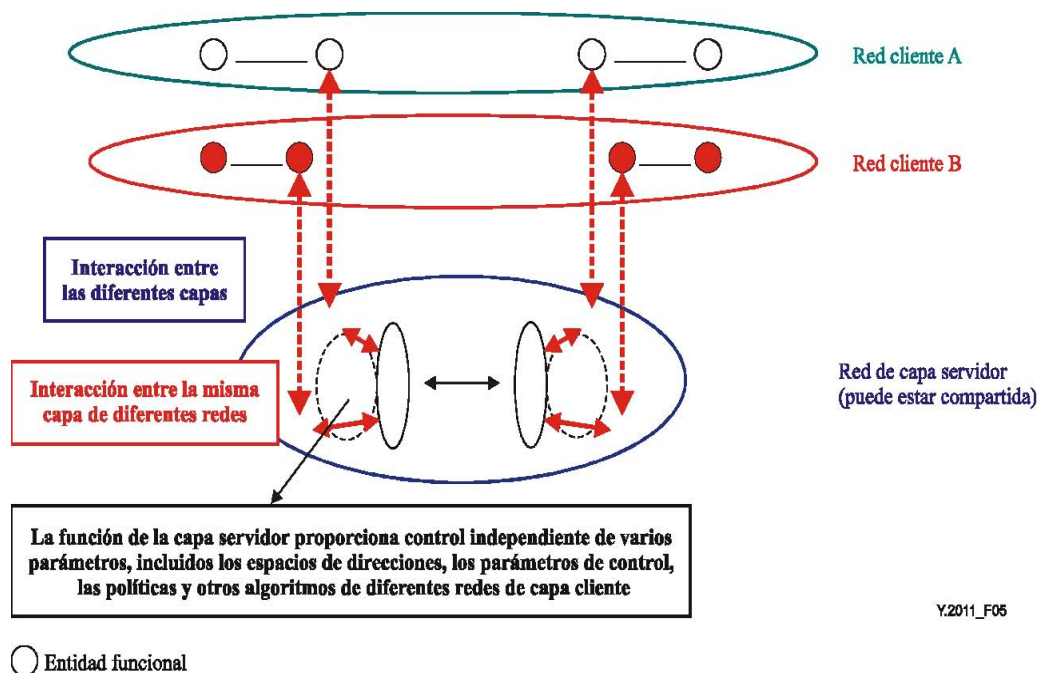 Red cliente A
Red cliente B
Interacción entre
las diferentes capas
Interacción entre la misma
capa de diferentes redes
Red de capa servidor
(puede estar compartida)
La función de la capa servidor proporciona control independiente de varios
parámetros, incluidos los espacios de direcciones, los parámetros de control,
las políticas y otros algoritmos de diferentes redes de capa cliente
Y.2011_F05
Entidad funcional